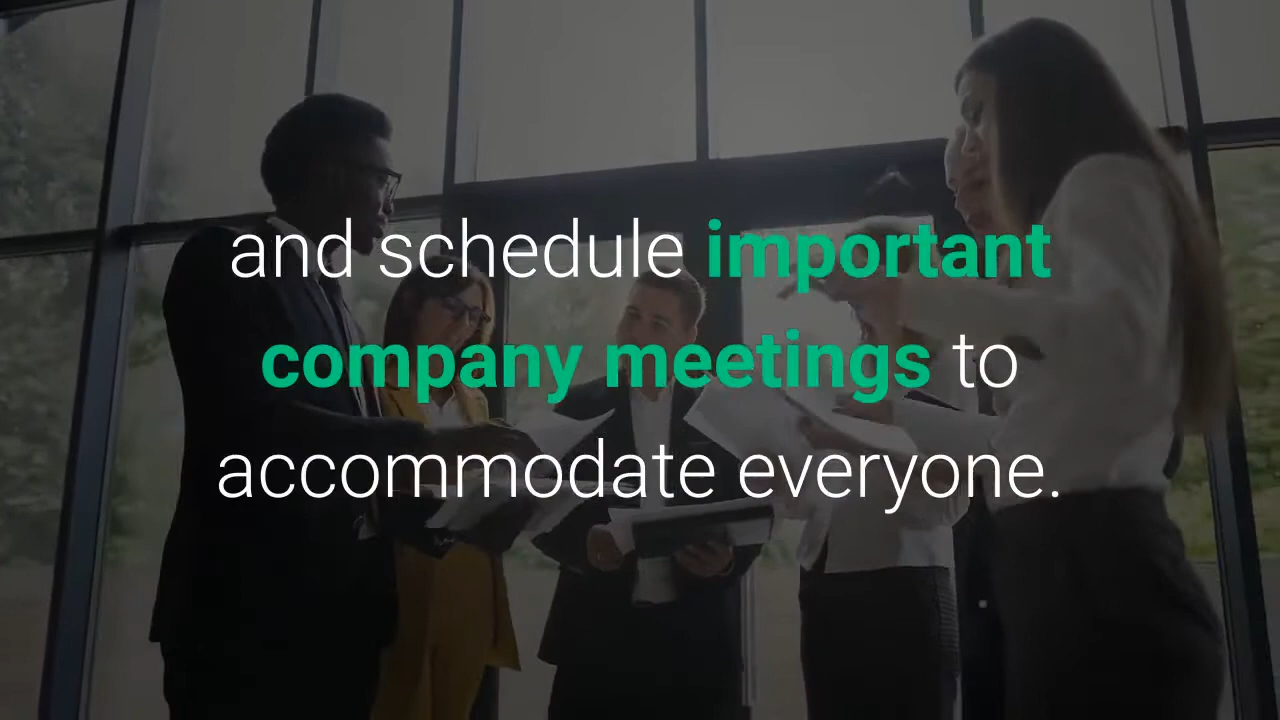 and schedule important
company meetings to
accommodate everyone.